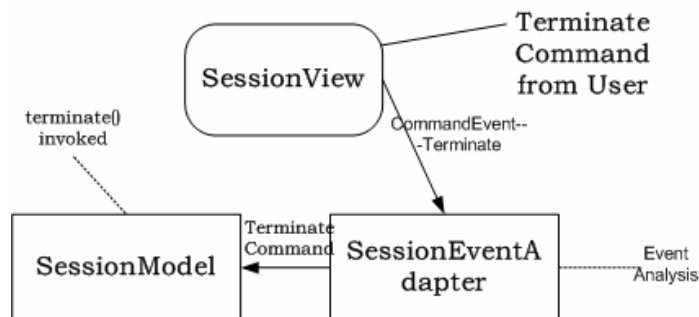 Terminate
Command
from User
SessionView
terminate()
invoked
CommandEvent--
-Terminate
SessionModel
Terminate
Command
SessionEventA
dapter
Event
Analysis